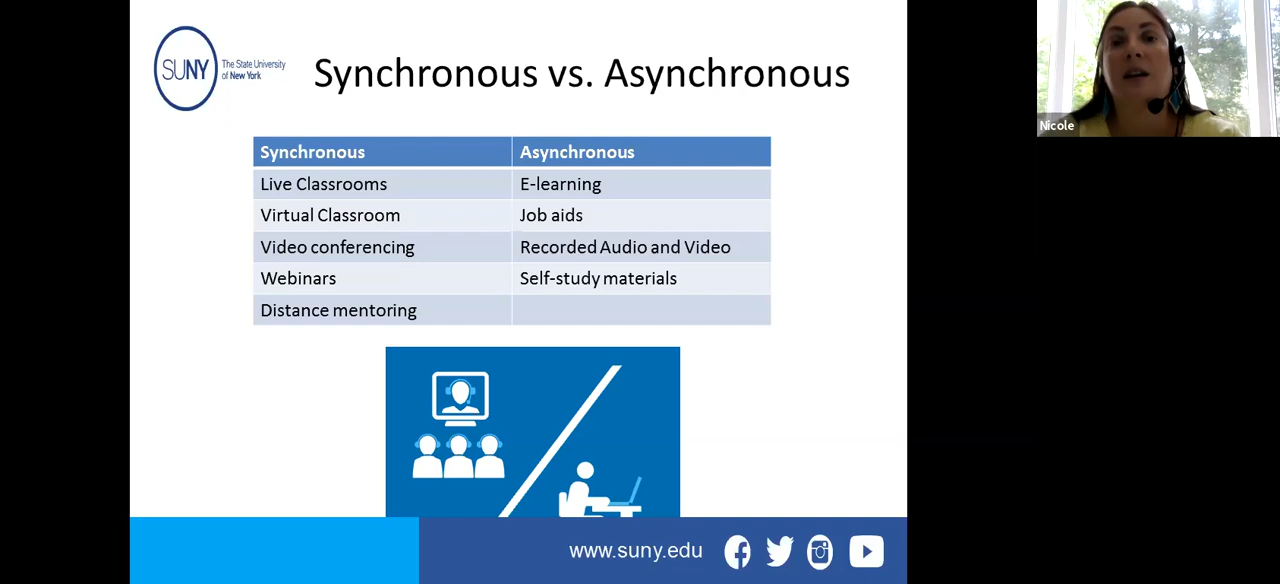 SUNY
The State University
of New York
Synchronous vs. Asynchronous
Synchronous
Asynchronous
Live Classrooms
E-learning
Virtual Classroom
Job aids
Video conferencing
Recorded Audio and Video
Webinars
Self-study materials
Distance mentoring
www.suny.edu
Nicole